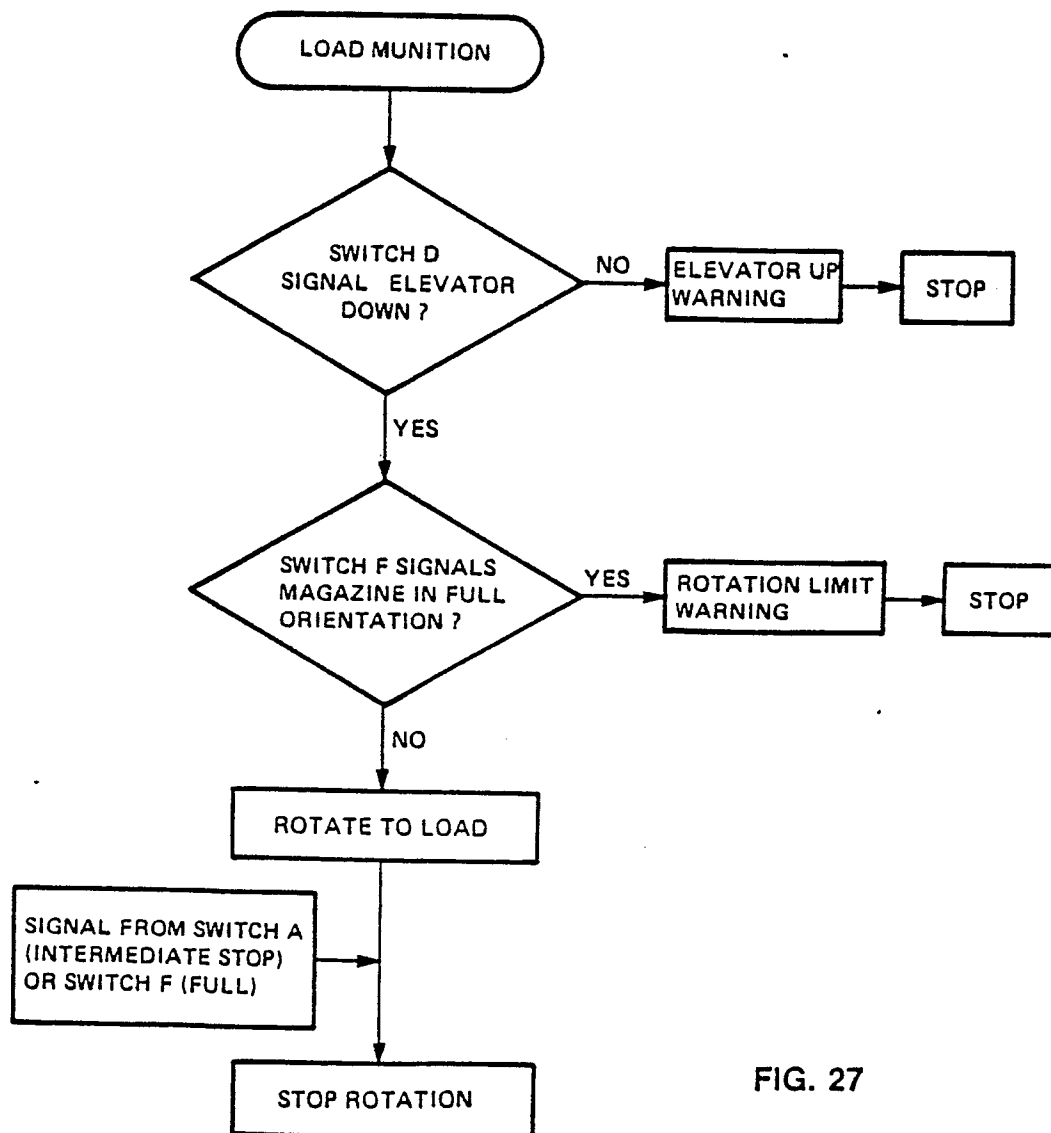 LOAD MUNITION
SWITCH D
SIGNAL ELEVATOR
DOWN ?
NO
ELEVATOR UP
WARNING
STOP
YES
SWITCH F SIGNALS
MAGAZINE IN FULL
ORIENTATION ?
YES
ROTATION LIMIT
WARNING
STOP
NO
ROTATE TO LOAD
SIGNAL FROM SWITCH A
(INTERMEDIATE STOP)
OR SWITCH F (FULL)
STOP ROTATION
FIG. 27